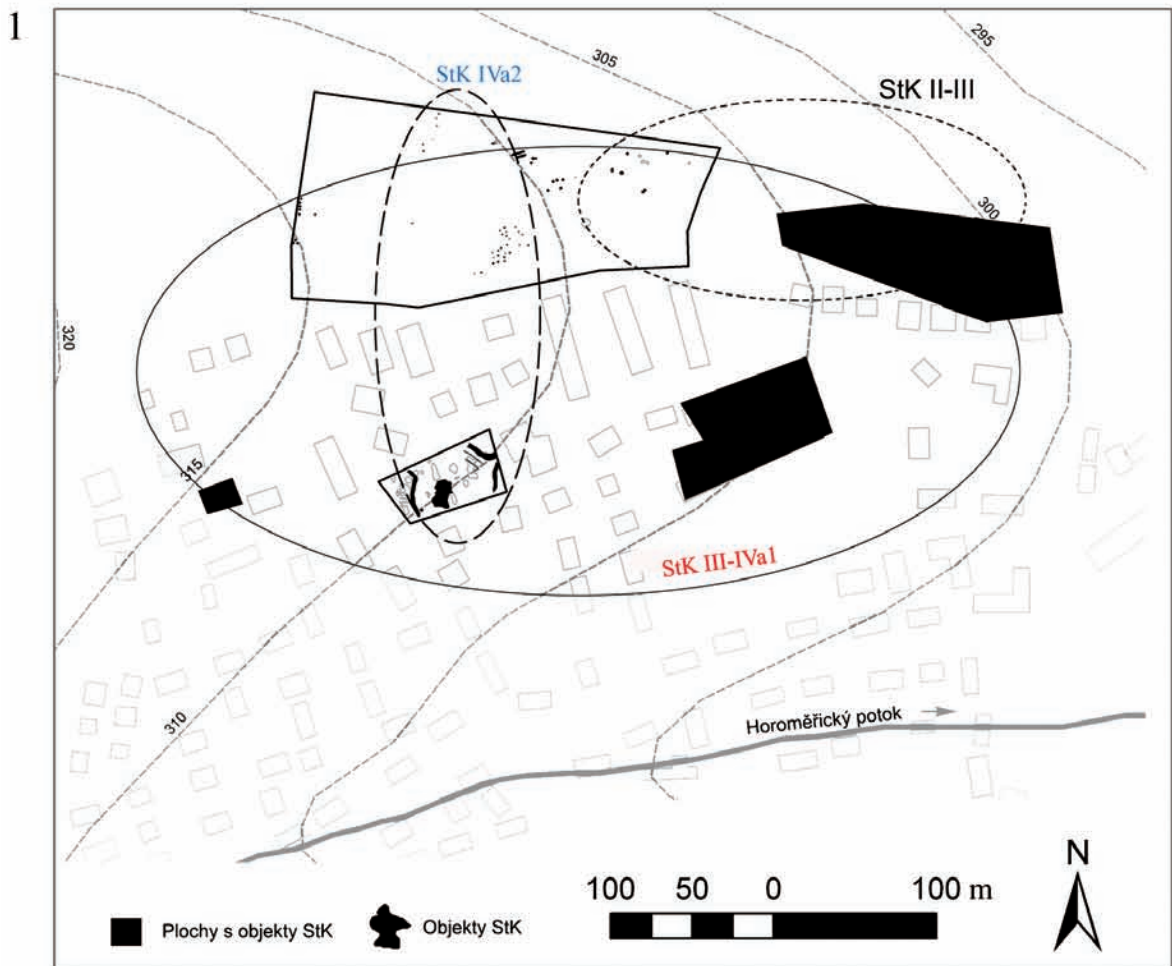 1
295
305
StK IVa2
StK II-III
300
320
315
StK III-IVa1
310
Horoměřický potok
N
100 50 0 100 m
Plochy s objekty StK
Objekty StK